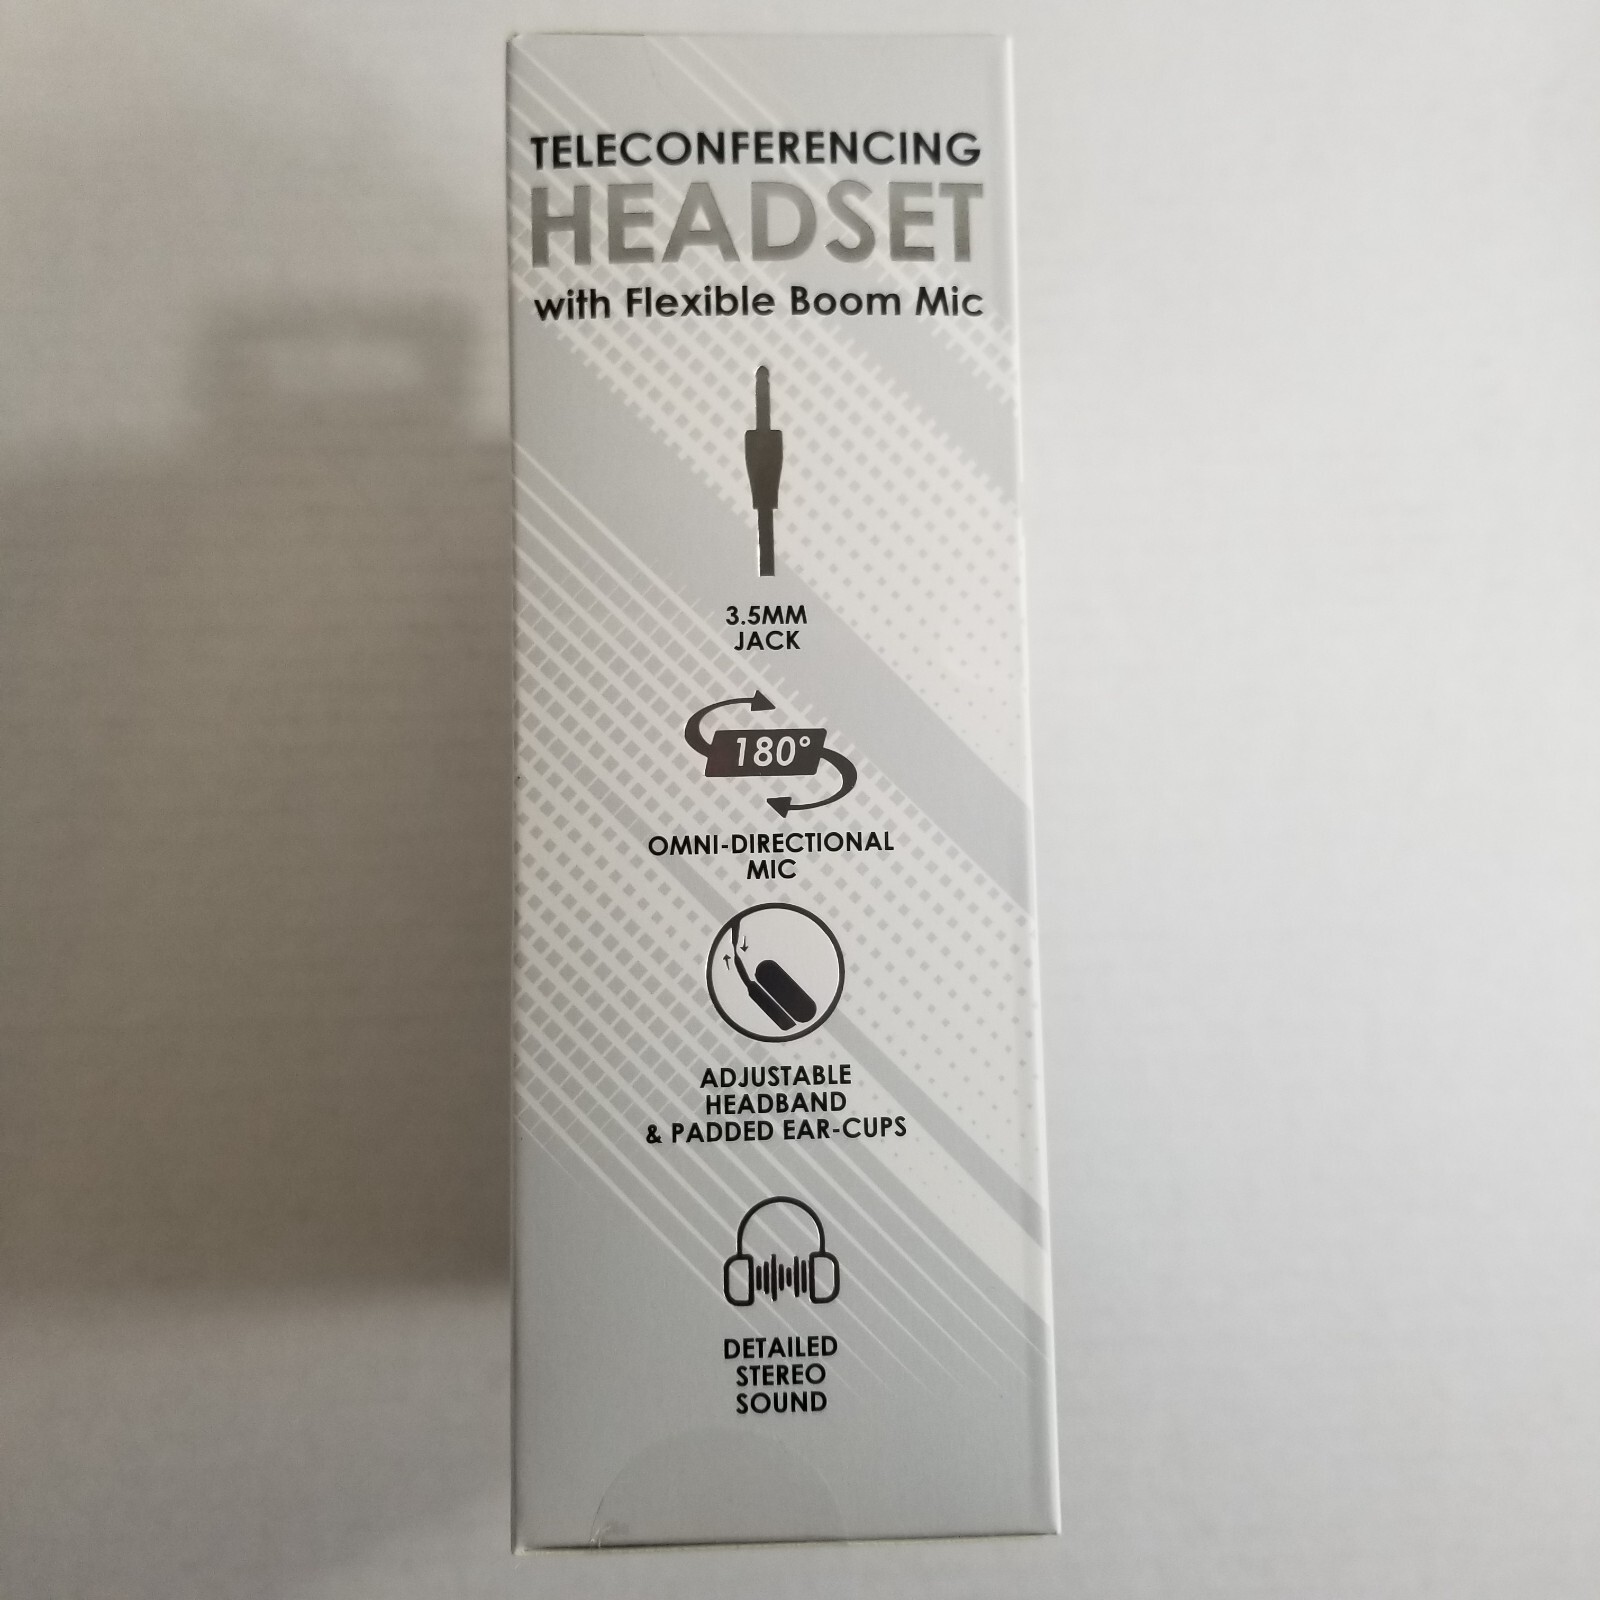 TELECONFERENCING
HEADSET
with Flexible Boom Mic
3.5MM
JACK
180°
OMNI-DIRECTIONAL
MIC
ADJUSTABLE
HEADBAND
& PADDED EAR-CUPS
DETAILED
STEREO
SOUND